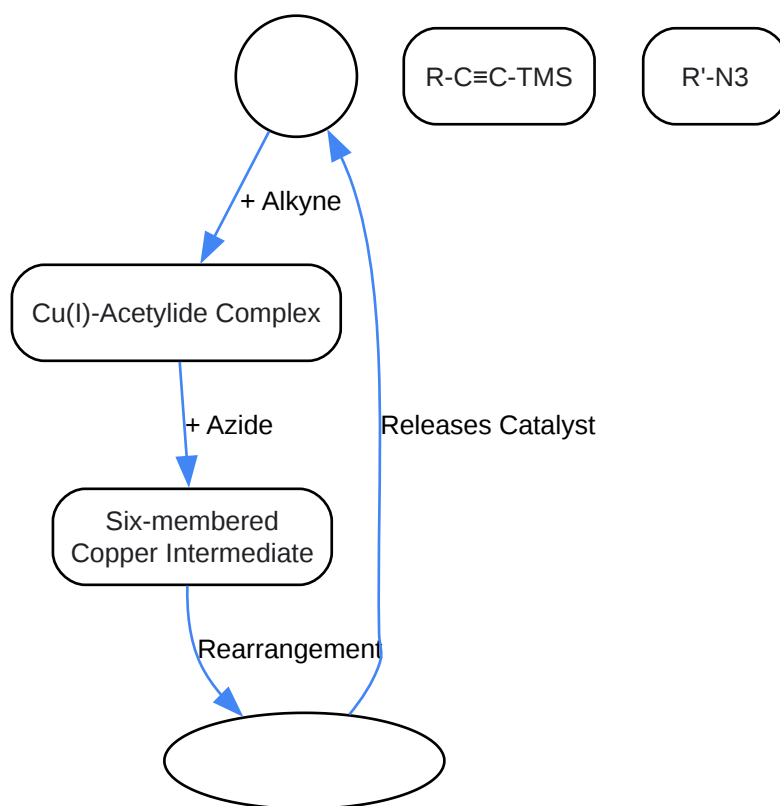 R-C≡C-TMS
R'-N3
+ Alkyne
Cu(I)-Acetylide Complex
+ Azide
Releases Catalyst
Six-membered
Copper Intermediate
Rearrangement